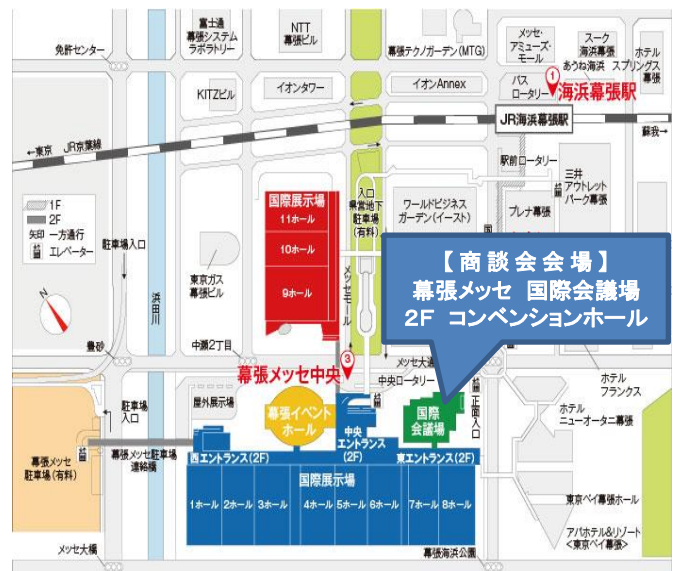 富士通
幕張システム
ラボラトリー
NTT
幕張ビル
メッセ・
アミューズ・
モール
スーク
海浜幕張
あうね海浜
ホテル
スプリングス
幕張
免許センター
幕張テクノガーデン(MTG)
バス
ロータリー
①
海浜幕張駅
KITZビル
イオンタワー
イオンAnnex
JR海浜幕張駅
←東京 JR京葉線
蘇我→
駅前ロータリー
三井
アウトレット
パーク幕張
1F
2F
矢印 一方通行
エレベーター
N
国際展示場
11ホール
10ホール
9ホール
入口
県営地下
駐車場
(有料)
ワールドビジネス
ガーデン(イースト)
プレナ幕張
国
駐車場入口
東京ガス
幕張ビル
浜田川
メッセモール
【商談会会場】
幕張メッセ 国際会議場
2F コンベンションホール
豊砂
中瀬2丁目
幕張メッセ中央
③
メッセ大通
中央ロータリー
ホテル
フランクス
駐車場
入口
屋外展示場
幕張イベント
ホール
中央
エントランス
(2F)
国際
会議場
正面入口
ホテル
ニューオータニ幕張
幕張メッセ
駐車場(有料)
幕張メッセ駐車場
連絡橋
西エントランス(2F)
東エントランス(2F)
国際展示場
1ホール 2ホール 3ホール 4ホール 5ホール 6ホール 7ホール 8ホール
東京ベイ幕張ホール
アパホテル&リゾート
<東京ベイ幕張>
メッセ大橋
幕張海浜公園